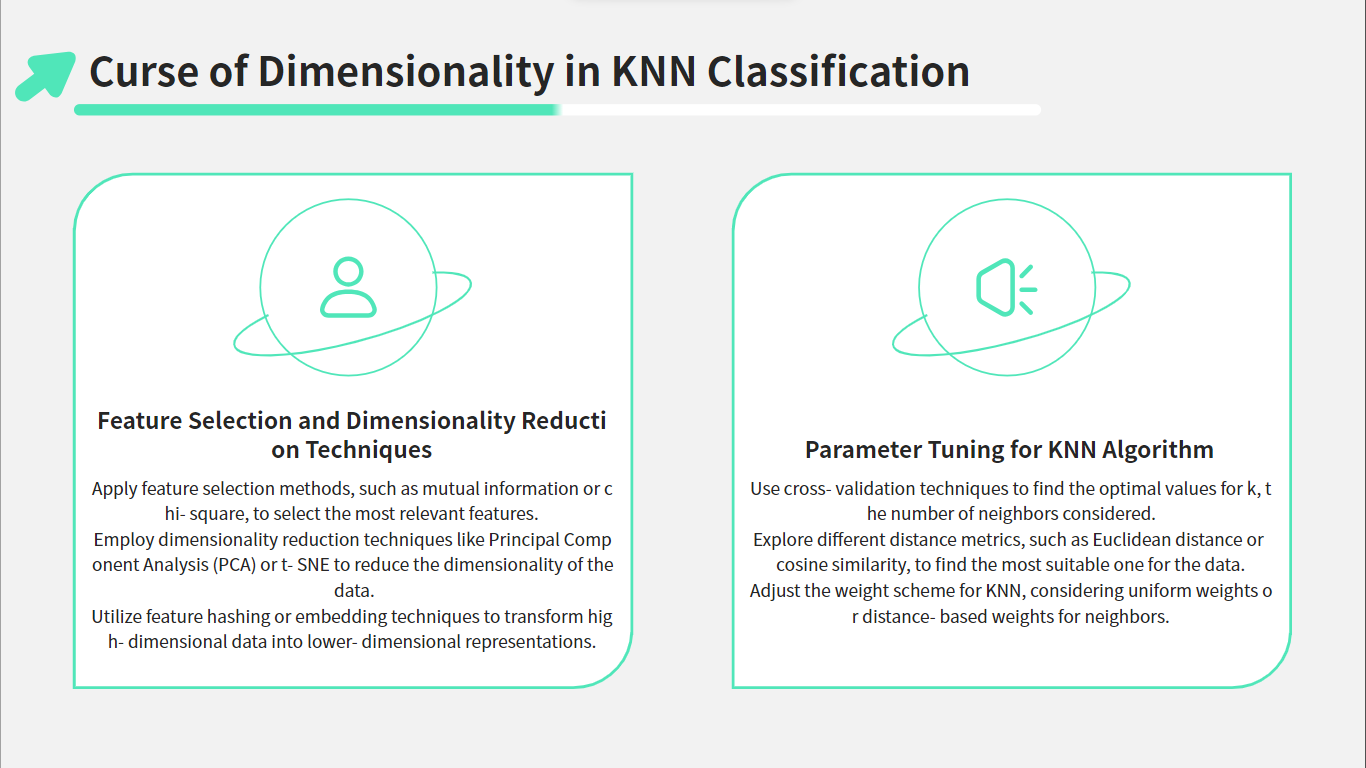 Curse of Dimensionality in KNN Classification
Feature Selection and Dimensionality Reducti
on Techniques
Apply feature selection methods, such as mutual information or c
hi- square, to select the most relevant features.
Employ dimensionality reduction techniques like Principal Comp
onent Analysis (PCA) or t- SNE to reduce the dimensionality of the
data.
Utilize feature hashing or embedding techniques to transform hig
h- dimensional data into lower- dimensional representations.
Parameter Tuning for KNN Algorithm
Use cross- validation techniques to find the optimal values for k, t
he number of neighbors considered.
Explore different distance metrics, such as Euclidean distance or
cosine similarity, to find the most suitable one for the data.
Adjust the weight scheme for KNN, considering uniform weights o
r distance- based weights for neighbors.